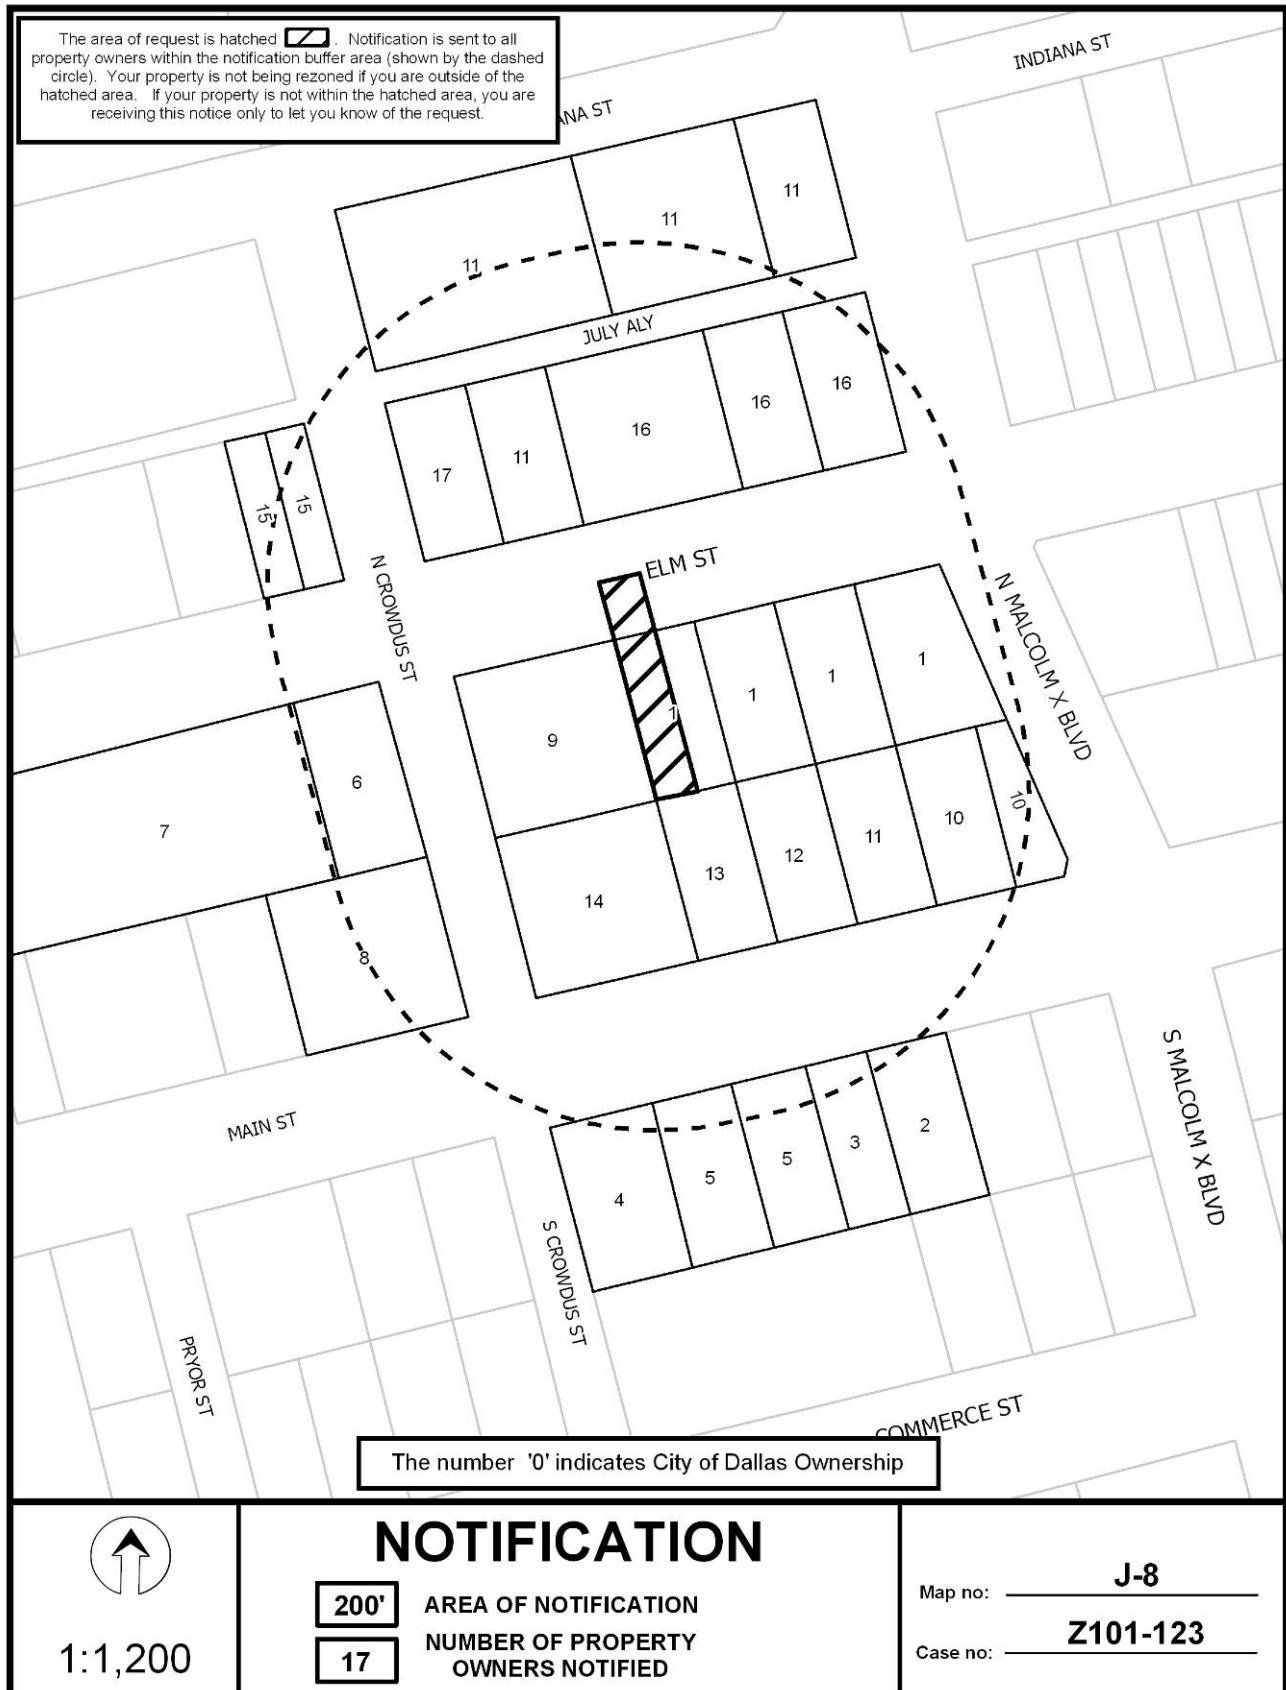 The area of request is hatched . Notification is sent to all
property owners within the notification buffer area (shown by the dashed
circle). Your property is not being rezoned if you are outside of the
hatched area. If your property is not within the hatched area, you are
receiving this notice only to let you know of the request.
INDIANA ST
ANA ST
11
11
11
JULY ALY
16
16
16
11
17
15
15
N CROWDUS ST
ELM ST
N MALCOLM X BLVD
1
1
1
1
9
6
7
8
10
10
11
12
13
14
MAIN ST
S MALCOLM X BLVD
2
3
5
5
4
S CROWDUS ST
PRYOR ST
COMMERCE ST
The number '0' indicates City of Dallas Ownership
1:1,200
NOTIFICATION
200' AREA OF NOTIFICATION
17 NUMBER OF PROPERTY
OWNERS NOTIFIED
Map no: J-8
Case no: Z101-123